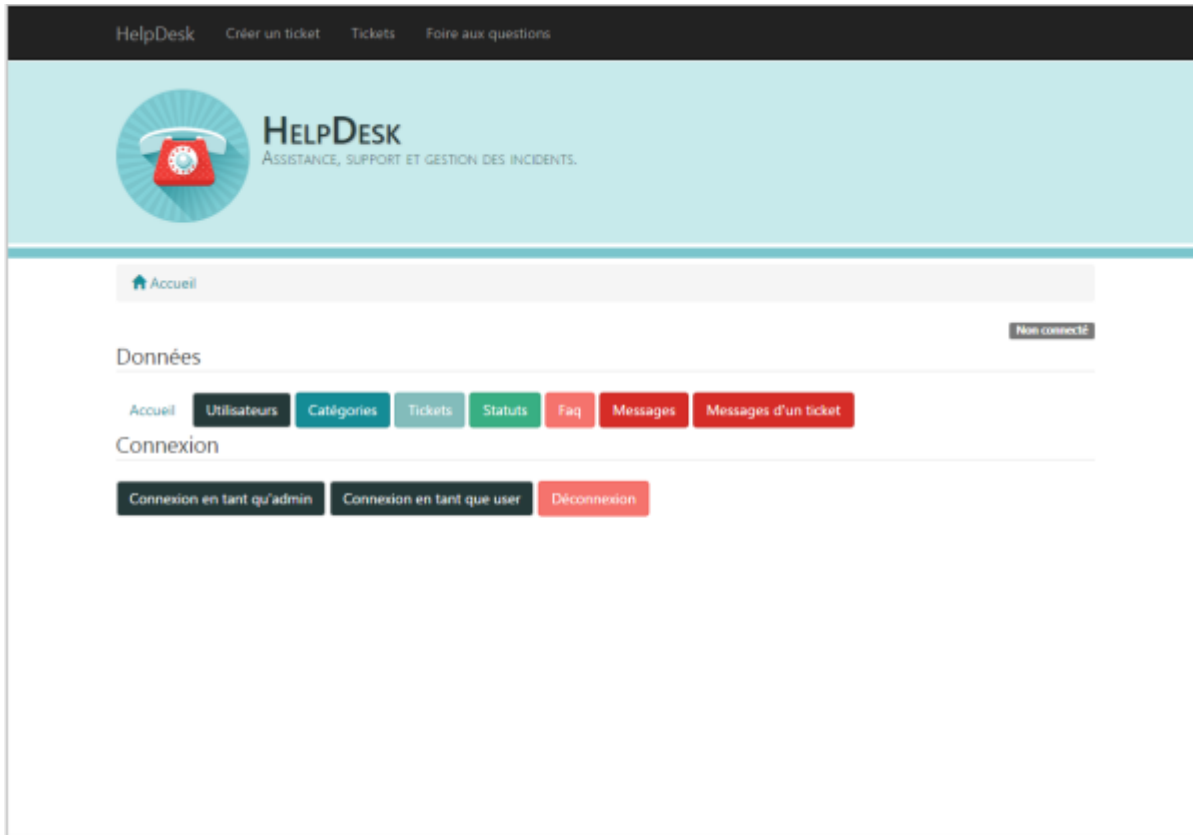 HelpDesk Créer un ticket Tickets Foire aux questions
HELPDESK
ASSISTANCE, SUPPORT ET GESTION DES INCIDENTS.
Accueil
Non connecté
Données
Accueil Utilisateurs Catégories Tickets Statuts Faq Messages Messages d'un ticket
Connexion
Connexion en tant qu'admin Connexion en tant que user Déconnexion